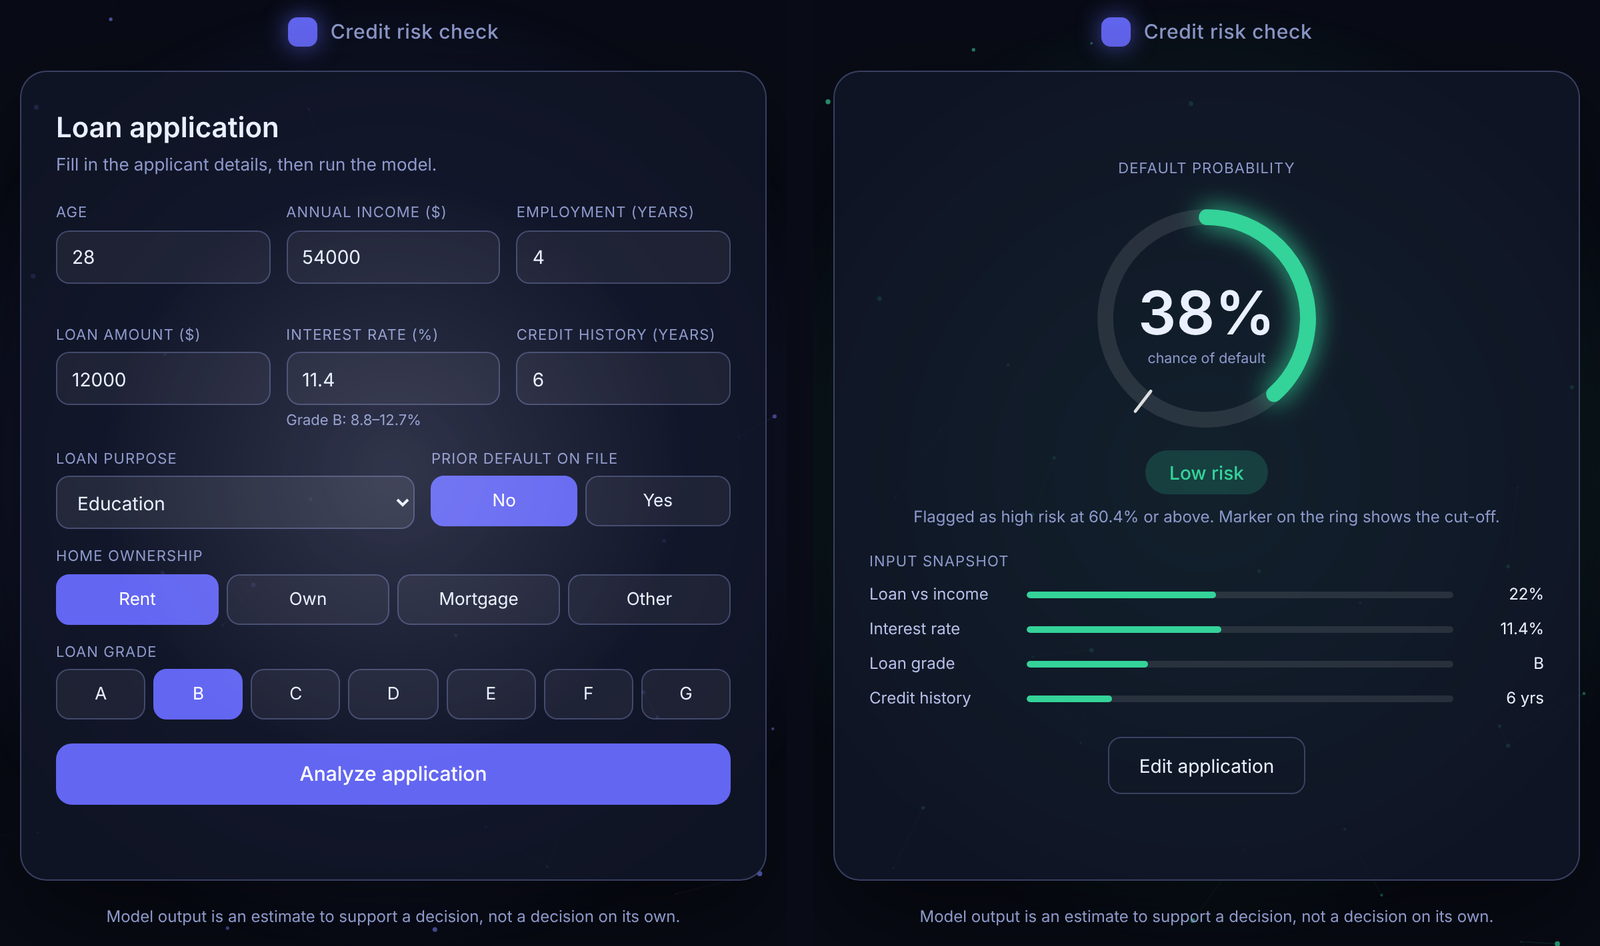 Credit risk check
Loan application
Fill in the applicant details, then run the model.
AGE
ANNUAL INCOME ($)
EMPLOYMENT (YEARS)
28
54000
4
LOAN AMOUNT ($)
INTEREST RATE (%)
CREDIT HISTORY (YEARS)
12000
11.4
6
Grade B: 8.8–12.7%
LOAN PURPOSE
PRIOR DEFAULT ON FILE
Education
No
Yes
HOME OWNERSHIP
Rent
Own
Mortgage
Other
LOAN GRADE
A
B
C
D
E
F
G
Analyze application
Model output is an estimate to support a decision, not a decision on its own.
Credit risk check
DEFAULT PROBABILITY
38%
chance of default
Low risk
Flagged as high risk at 60.4% or above. Marker on the ring shows the cut-off.
INPUT SNAPSHOT
Loan vs income 22%
Interest rate 11.4%
Loan grade B
Credit history 6 yrs
Edit application
Model output is an estimate to support a decision, not a decision on its own.